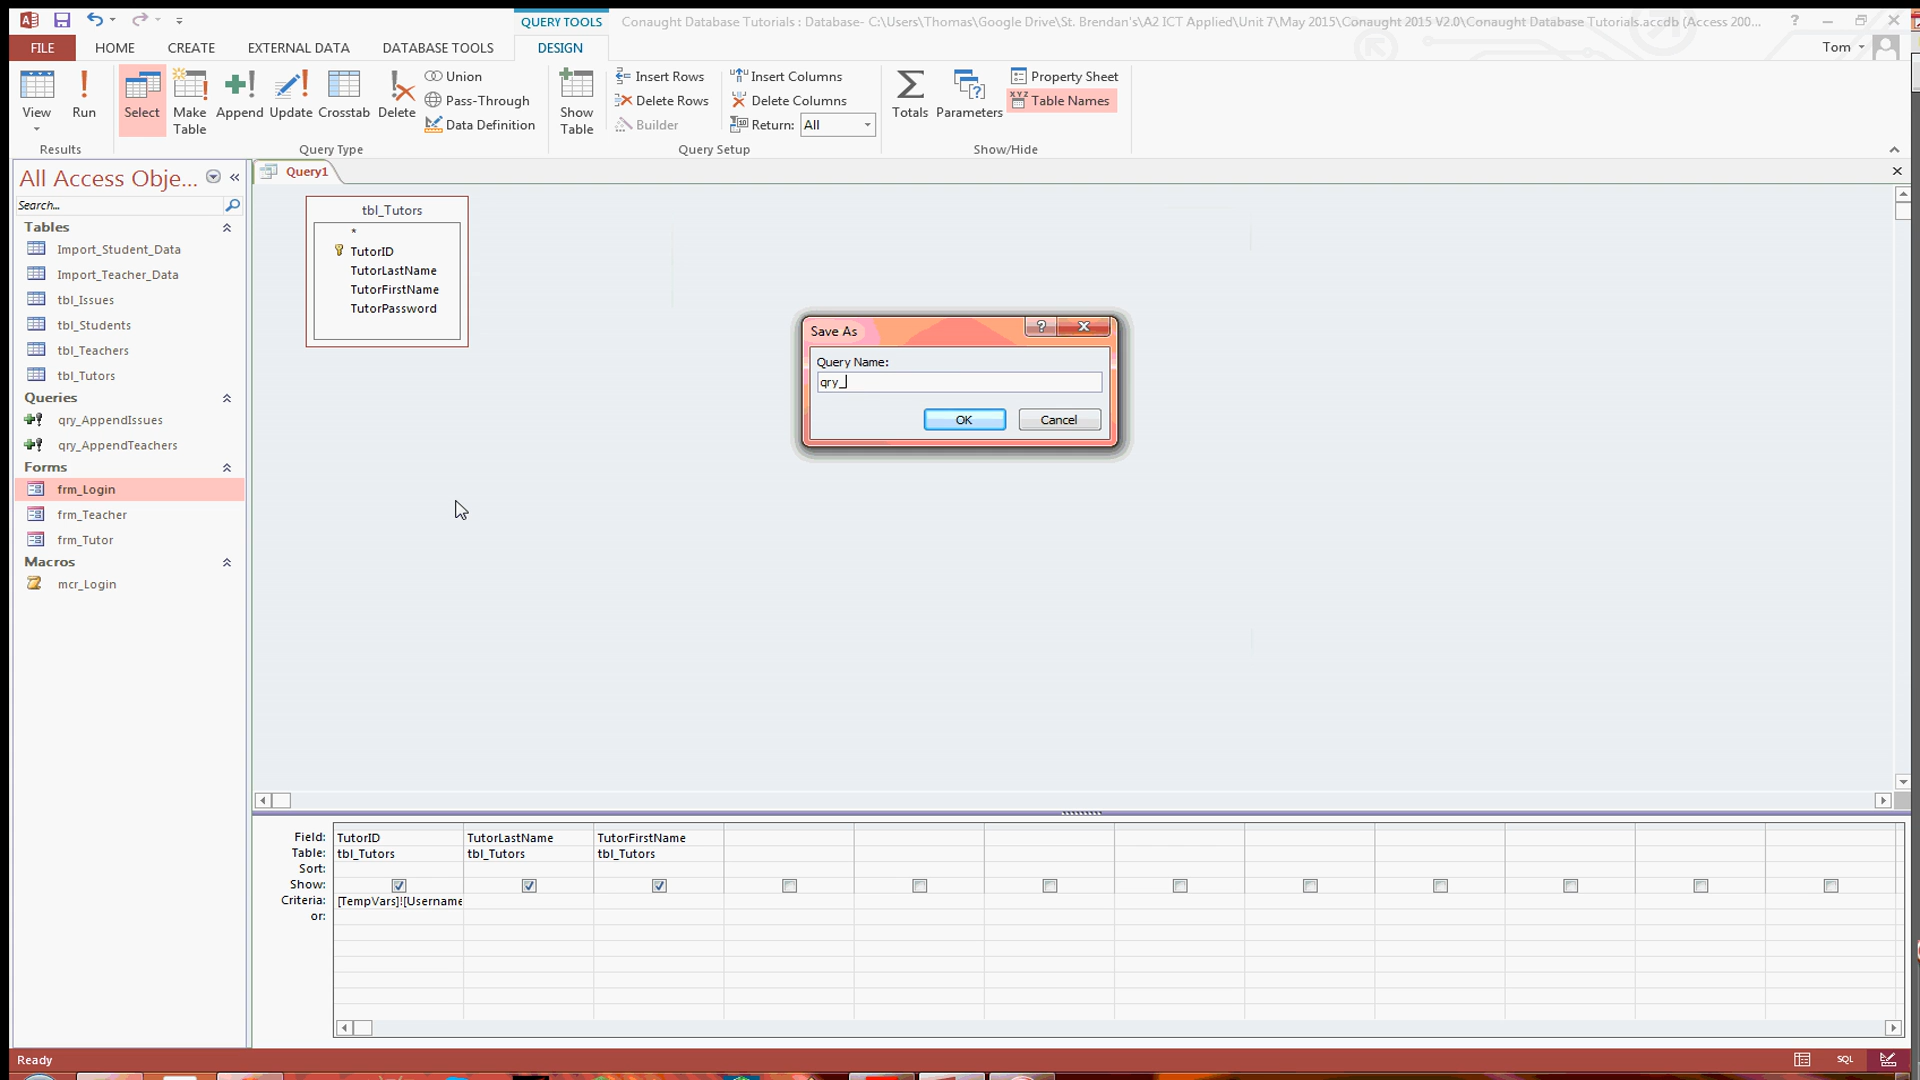 QUERY TOOLS
Conaught Database Tutorials : Database- C:\Users\Thomas\Google Drive\St. Brendan's\A2 ICT Applied\Unit 7\May 2015\Conaught 2015 V2.0\Conaught Database Tutorials.accdb (Access 200...
?
FILE HOME CREATE EXTERNAL DATA DATABASE TOOLS DESIGN Tom
View
Run
Results
Select
Make Table
Append
Update
Crosstab
Delete
Union
Pass-Through
Data Definition
Query Type
Show Table
Insert Rows
Delete Rows
Builder
Insert Columns
Delete Columns
Return: All
Query Setup
Totals
Parameters
Property Sheet
XYZ Table Names
Show/Hide
All Access Obje...
Search...
Tables
Import_Student_Data
Import_Teacher_Data
tbl_Issues
tbl_Students
tbl_Teachers
tbl_Tutors
Queries
qry_AppendIssues
qry_AppendTeachers
Forms
frm_Login
frm_Teacher
frm_Tutor
Macros
mcr_Login
Query1
tbl_Tutors
*
TutorID
TutorLastName
TutorFirstName
TutorPassword
Save As
?
Query Name:
qry_
OK Cancel
Field: TutorID TutorLastName TutorFirstName
Table: tbl_Tutors tbl_Tutors tbl_Tutors
Sort:
Show:
Criteria: [TempVars]![Username
or:
Ready
SQL